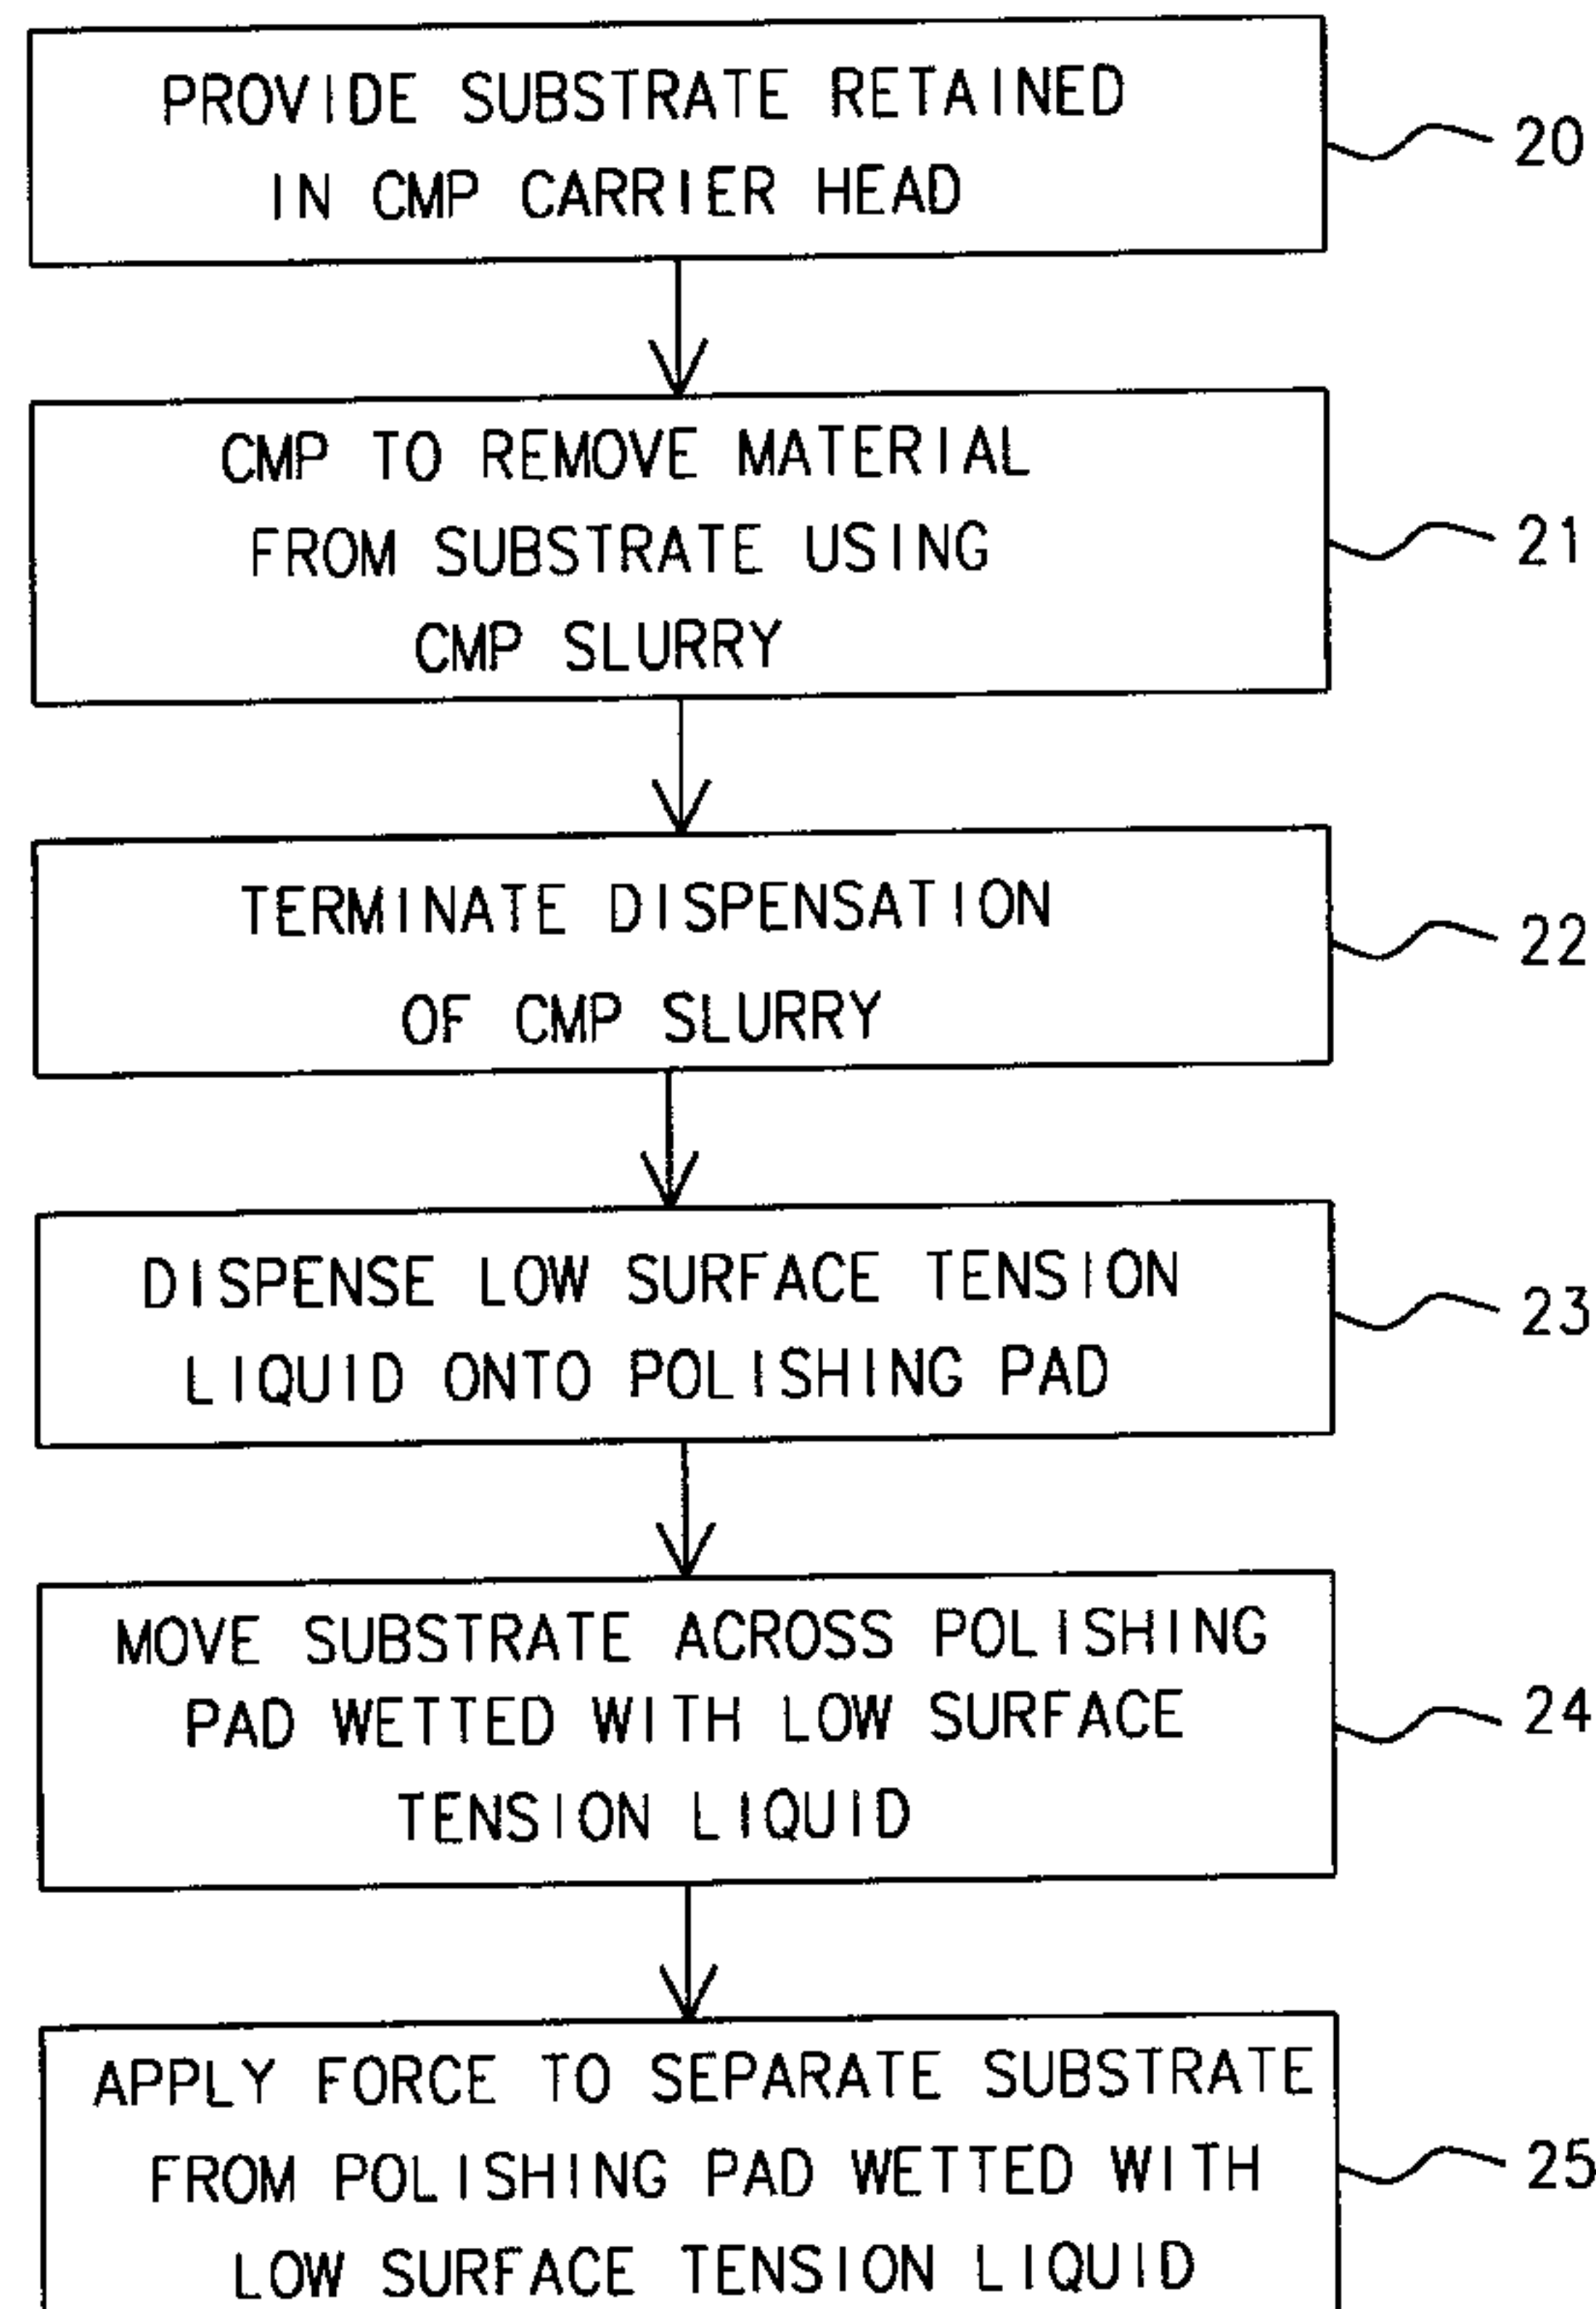 PROVIDE SUBSTRATE RETAINED
IN CMP CARRIER HEAD
20
CMP TO REMOVE MATERIAL
FROM SUBSTRATE USING
CMP SLURRY
21
TERMINATE DISPENSATION
OF CMP SLURRY
22
DISPENSE LOW SURFACE TENSION
LIQUID ONTO POLISHING PAD
23
MOVE SUBSTRATE ACROSS POLISHING
PAD WETTED WITH LOW SURFACE
TENSION LIQUID
24
APPLY FORCE TO SEPARATE SUBSTRATE
FROM POLISHING PAD WETTED WITH
LOW SURFACE TENSION LIQUID
25